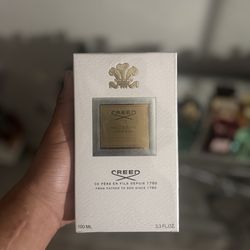 CREED
CREED
DE PÈRE EN FILS DEPUIS 1760
FROM FATHER TO SON SINCE 1760
100 ML
3.3 FL.OZ.